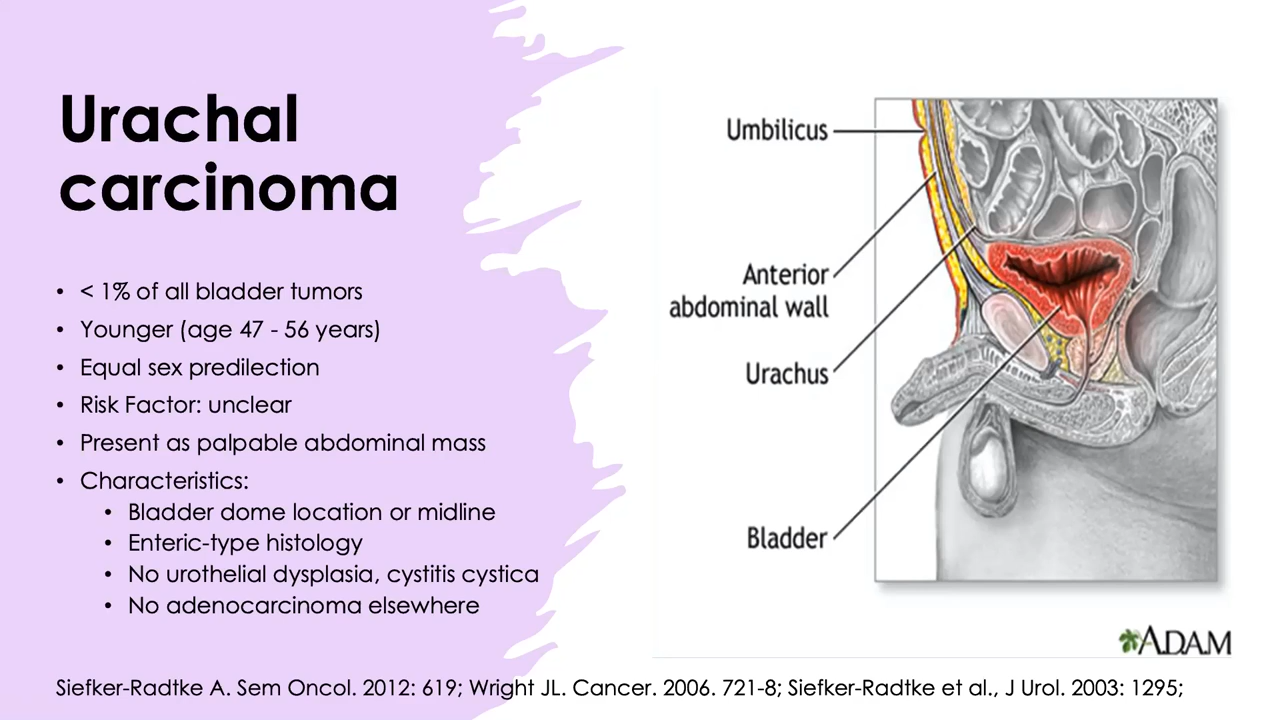 Urachal
carcinoma
• < 1% of all bladder tumors
• Younger (age 47 - 56 years)
• Equal sex predilection
• Risk Factor: unclear
• Present as palpable abdominal mass
• Characteristics:
• Bladder dome location or midline
• Enteric-type histology
• No urothelial dysplasia, cystitis cystica
• No adenocarcinoma elsewhere
Umbilicus
Anterior
abdominal wall
Urachus
Bladder
A.D.A.M
Siefker-Radtke A. Sem Oncol. 2012: 619; Wright JL. Cancer. 2006. 721-8; Siefker-Radtke et al., J Urol. 2003: 1295;